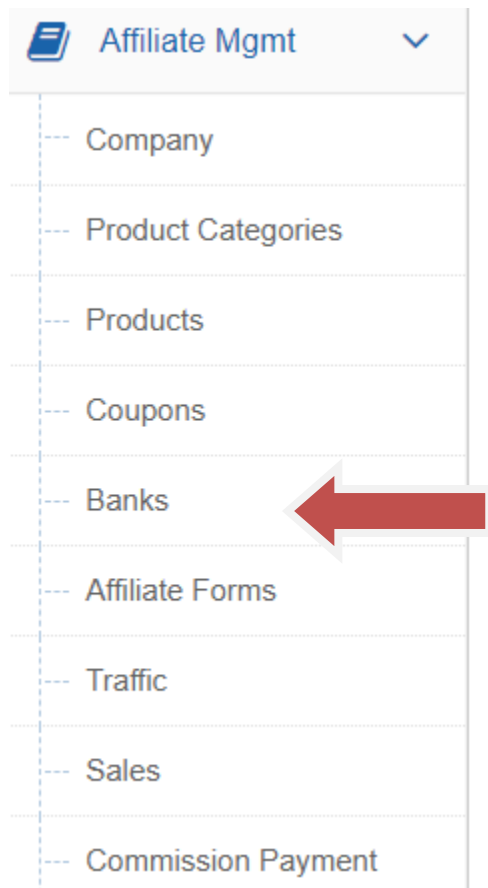 Affiliate Mgmt
Company
Product Categories
Products
Coupons
Banks
Affiliate Forms
Traffic
Sales
Commission Payment